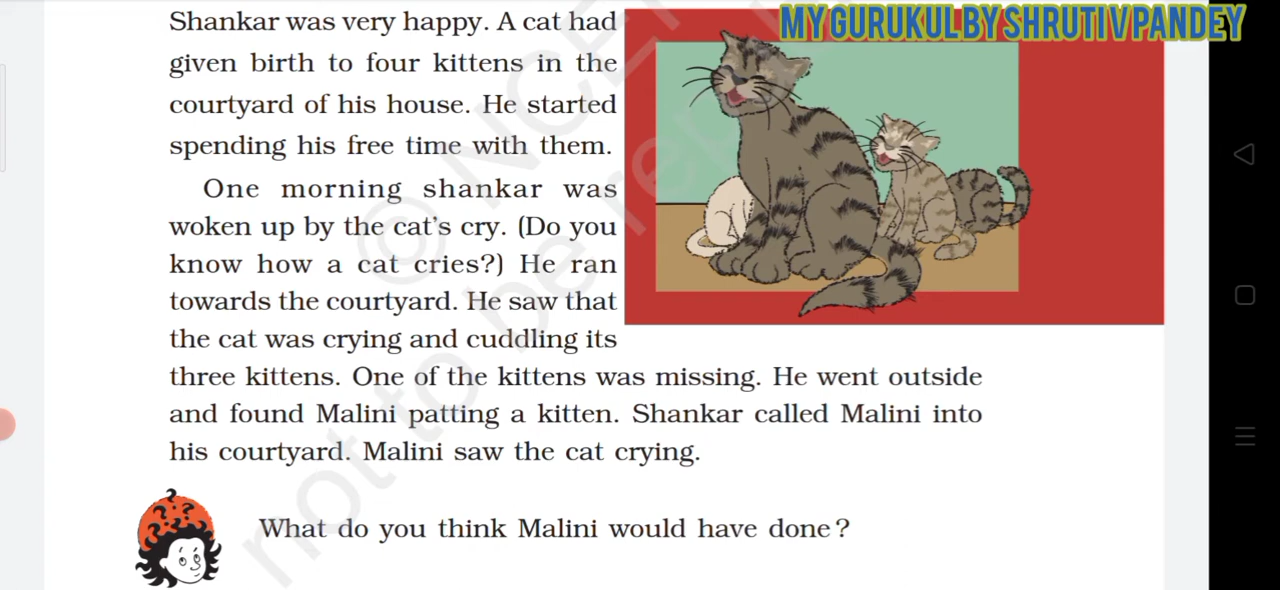 MY GURUKUL BY SHRUTI V PANDEY
Shankar was very happy. A cat had
given birth to four kittens in the
courtyard of his house. He started
spending his free time with them.
One morning shankar was
woken up by the cat's cry. (Do you
know how a cat cries?) He ran
towards the courtyard. He saw that
the cat was crying and cuddling its
three kittens. One of the kittens was missing. He went outside
and found Malini patting a kitten. Shankar called Malini into
his courtyard. Malini saw the cat crying.
What do you think Malini would have done?
© NCE
not to be rep